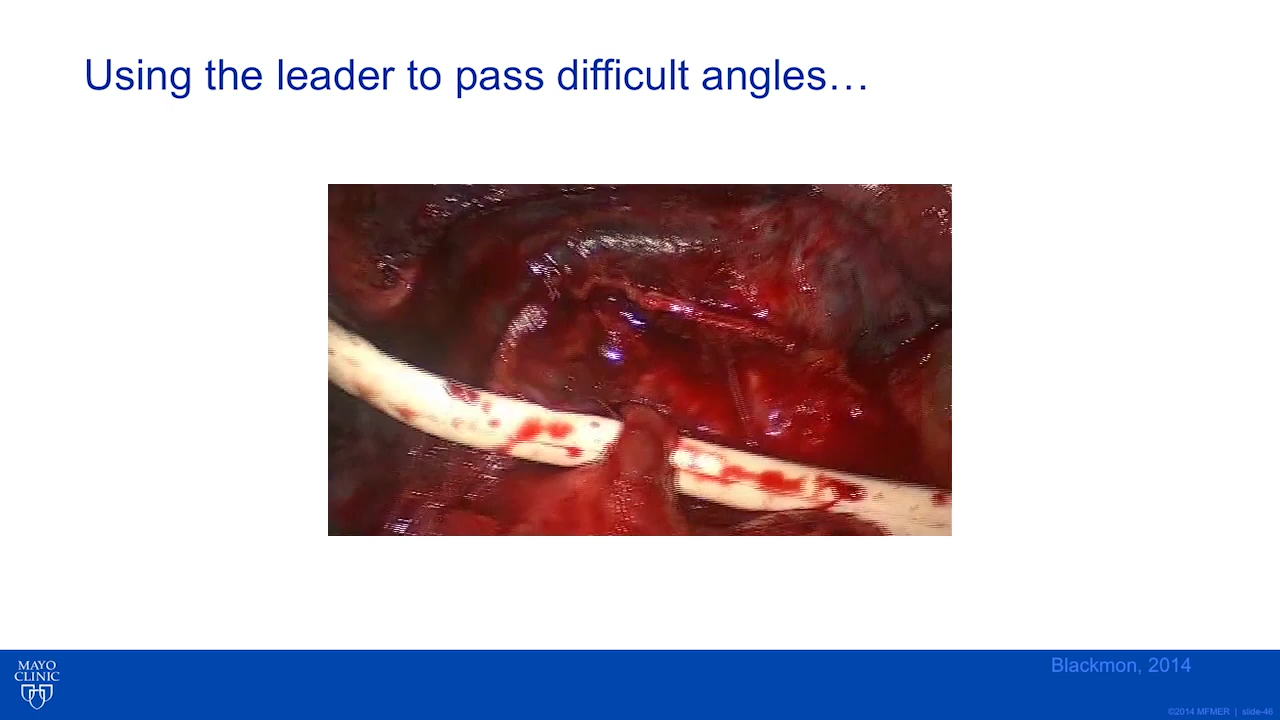 Using the leader to pass difficult angles…
Blackmon, 2014
MAYO
CLINIC
©2014 MFMER | slide-46